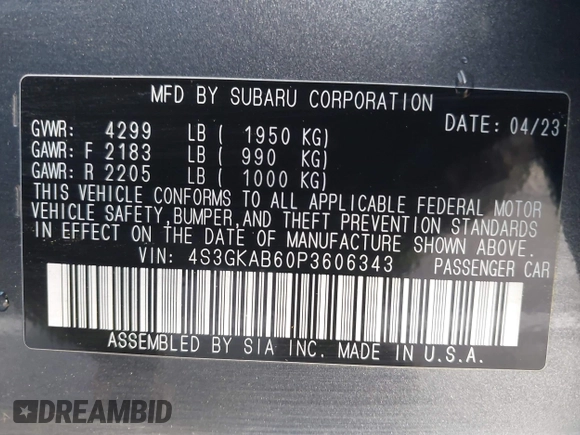 MFD BY SUBARU CORPORATION
GVWR: 4299 LB ( 1950 KG) DATE: 04/23
GAWR: F 2183 LB ( 990 KG)
GAWR: R 2205 LB ( 1000 KG)
THIS VEHICLE CONFORMS TO ALL APPLICABLE FEDERAL MOTOR
VEHICLE SAFETY, BUMPER, AND THEFT PREVENTION STANDARDS
IN EFFECT ON THE DATE OF MANUFACTURE SHOWN ABOVE.
VIN: 4S3GKAB60P3606343 PASSENGER CAR
ASSEMBLED BY SIA INC. MADE IN U.S.A.
DREAMBID